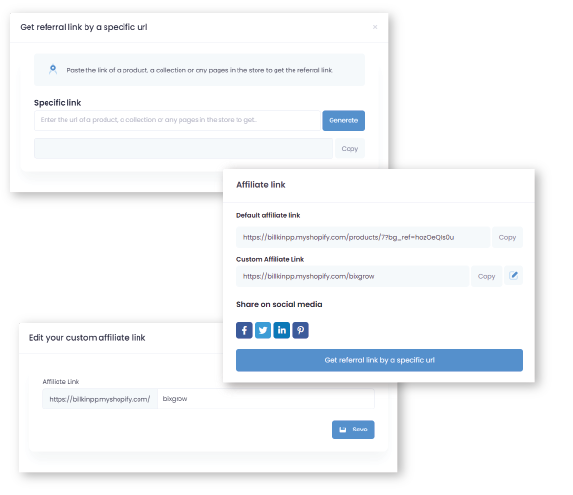 Get referral link by a specific url
×
Paste the link of a product, a collection or any pages in the store to get the referral link.
Specific link
Enter the url of a product, a collection or any pages in the store to get..
Generate
Copy
Affiliate link
Default affiliate link
https://billkinpp.myshopify.com/products/7?bg_ref=hozOeQIs0u
Copy
Custom Affiliate Link
https://billkinpp.myshopify.com/bixgrow
Copy
Share on social media
Get referral link by a specific url
Edit your custom affiliate link
Affiliate Link
https://billkinpp.myshopify.com/
bixgrow
Save